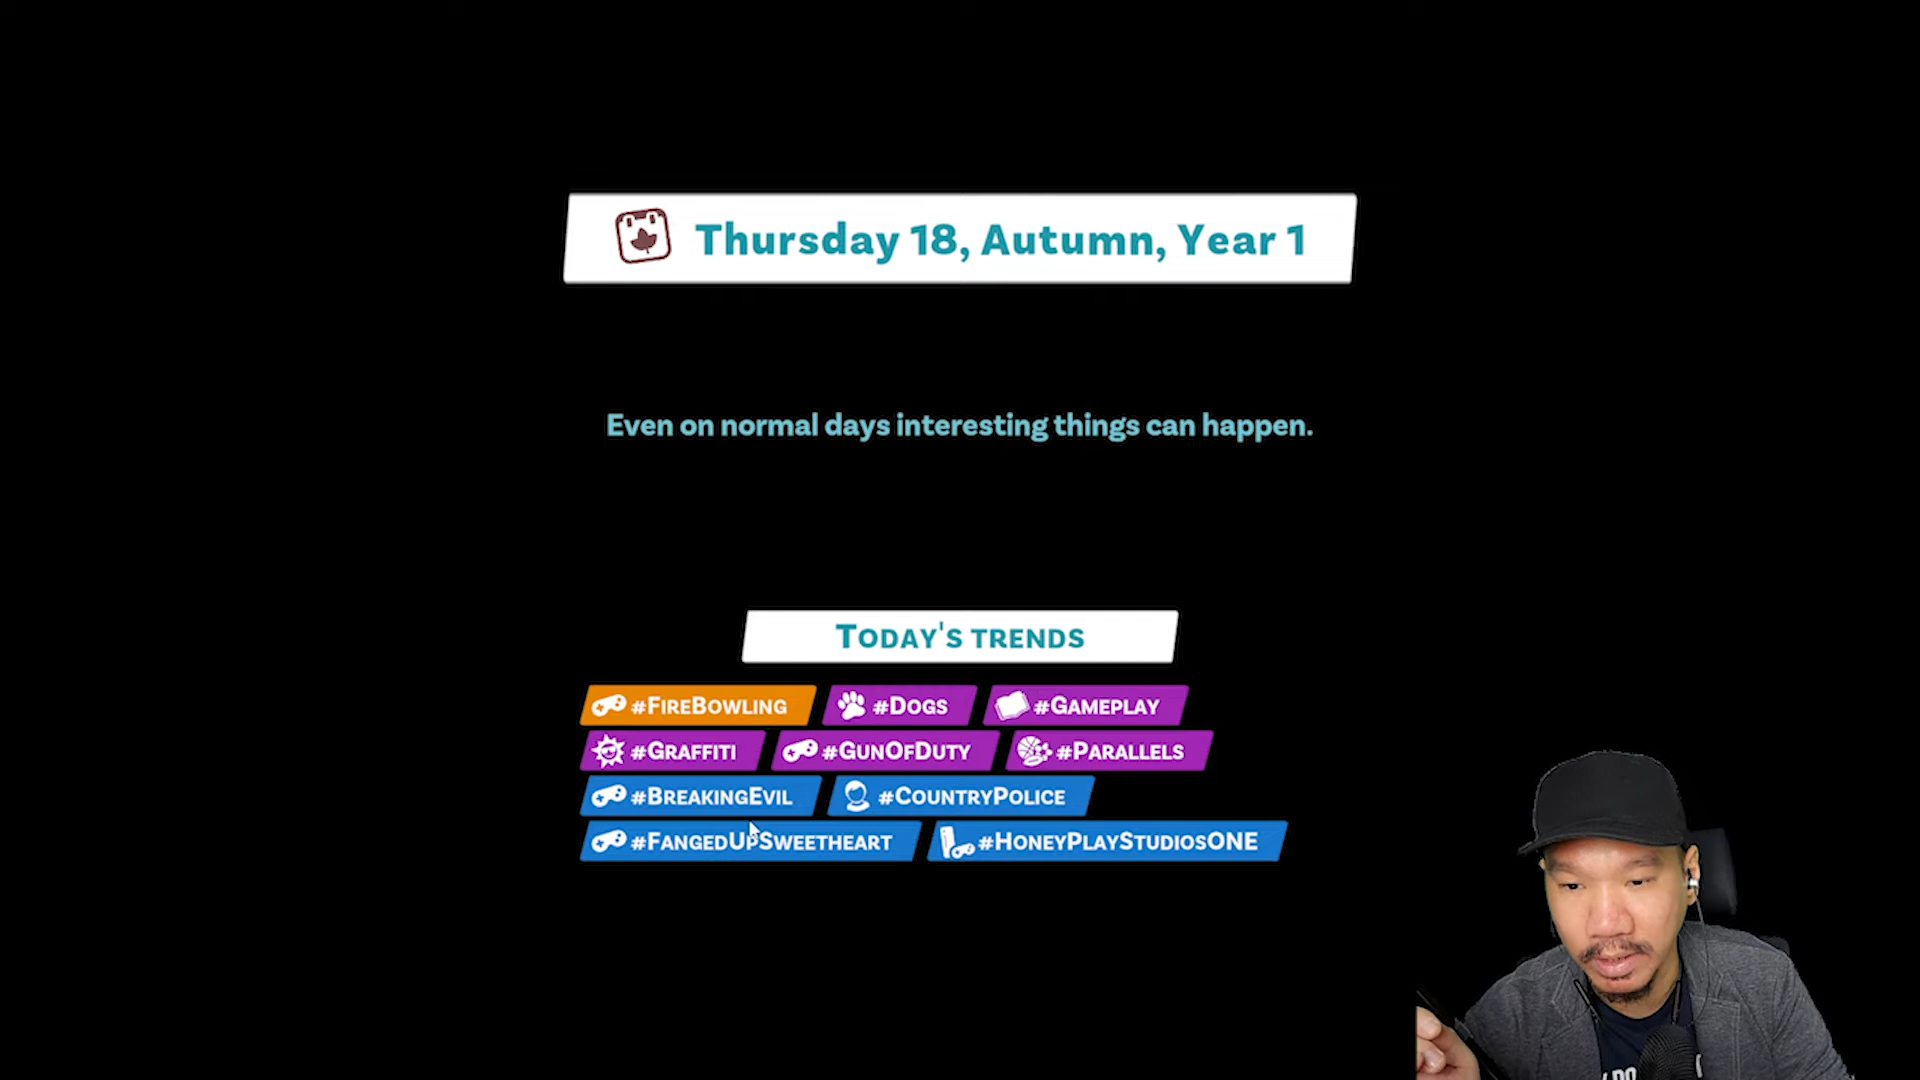 Thursday 18, Autumn, Year 1
Even on normal days interesting things can happen.
TODAY'S TRENDS
#FIREBOWLING #DOGS #GAMEPLAY
#GRAFFITI #GUNOFDUTY #PARALLELS
#BREAKINGEVIL #COUNTRYPOLICE
#FANGEDUPSWEETHEART #HONEYPLAYSTUDIOSONE